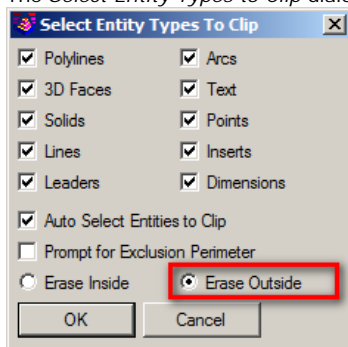 The Select Entity Types to Clip dialo
Select Entity Types To Clip
Polylines Arcs
3D Faces Text
Solids Points
Lines Inserts
Leaders Dimensions
Auto Select Entities to Clip
Prompt for Exclusion Perimeter
Erase Inside Erase Outside
OK Cancel